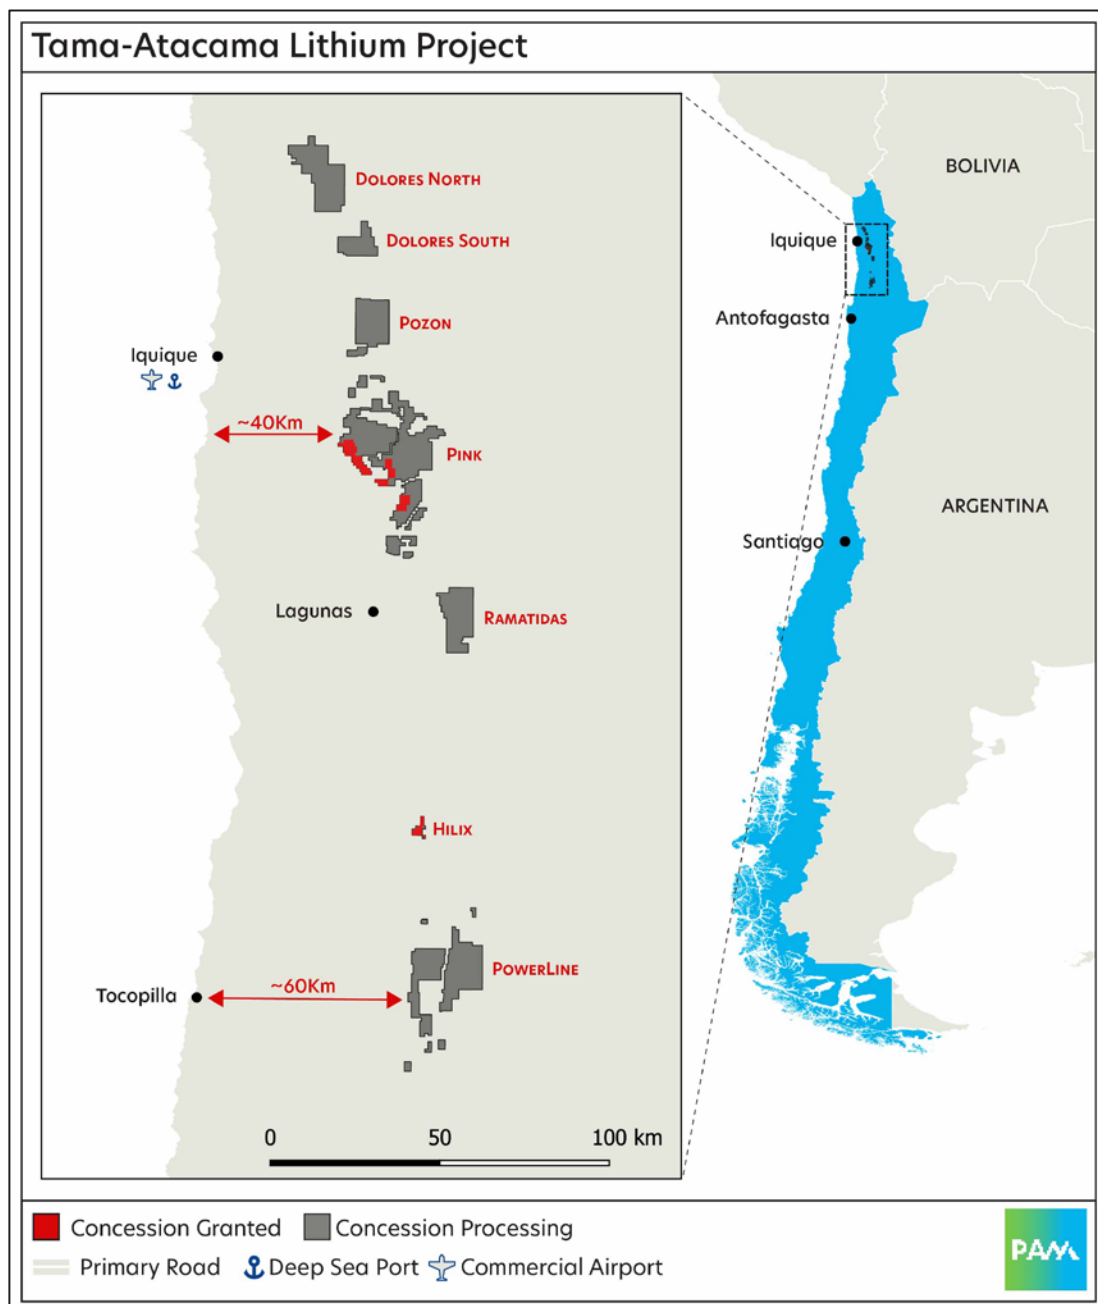 Tama-Atacama Lithium Project
DOLORES NORTH
DOLORES SOUTH
POZON
Iquique
~40Km
PINK
Lagunas
RAMATIDAS
HILIX
POWERLINE
Tocopilla
~60Km
0 50 100 km
BOLIVIA
Iquique
Antofagasta
ARGENTINA
Santiago
Concession Granted Concession Processing
Primary Road Deep Sea Port Commercial Airport
PAM